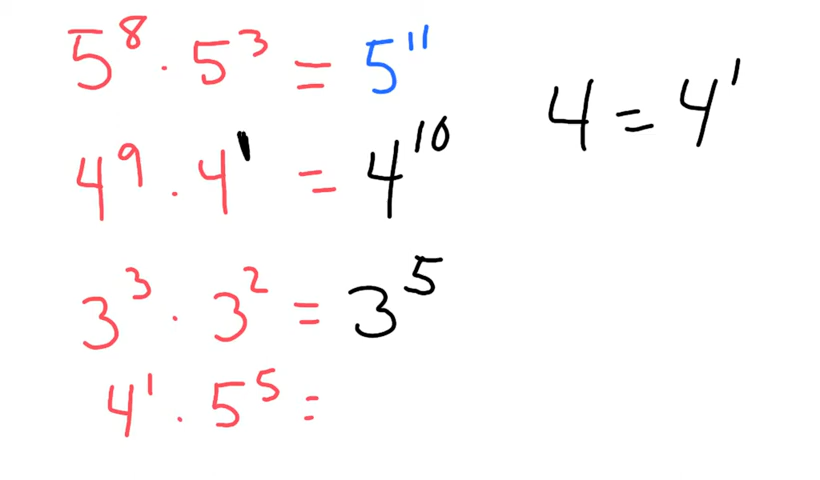 5⁸ · 5³ = 5¹¹
4 = 4¹
4⁹ · 4¹ = 4¹⁰
3³ · 3² = 3⁵
4¹ · 5⁵ =